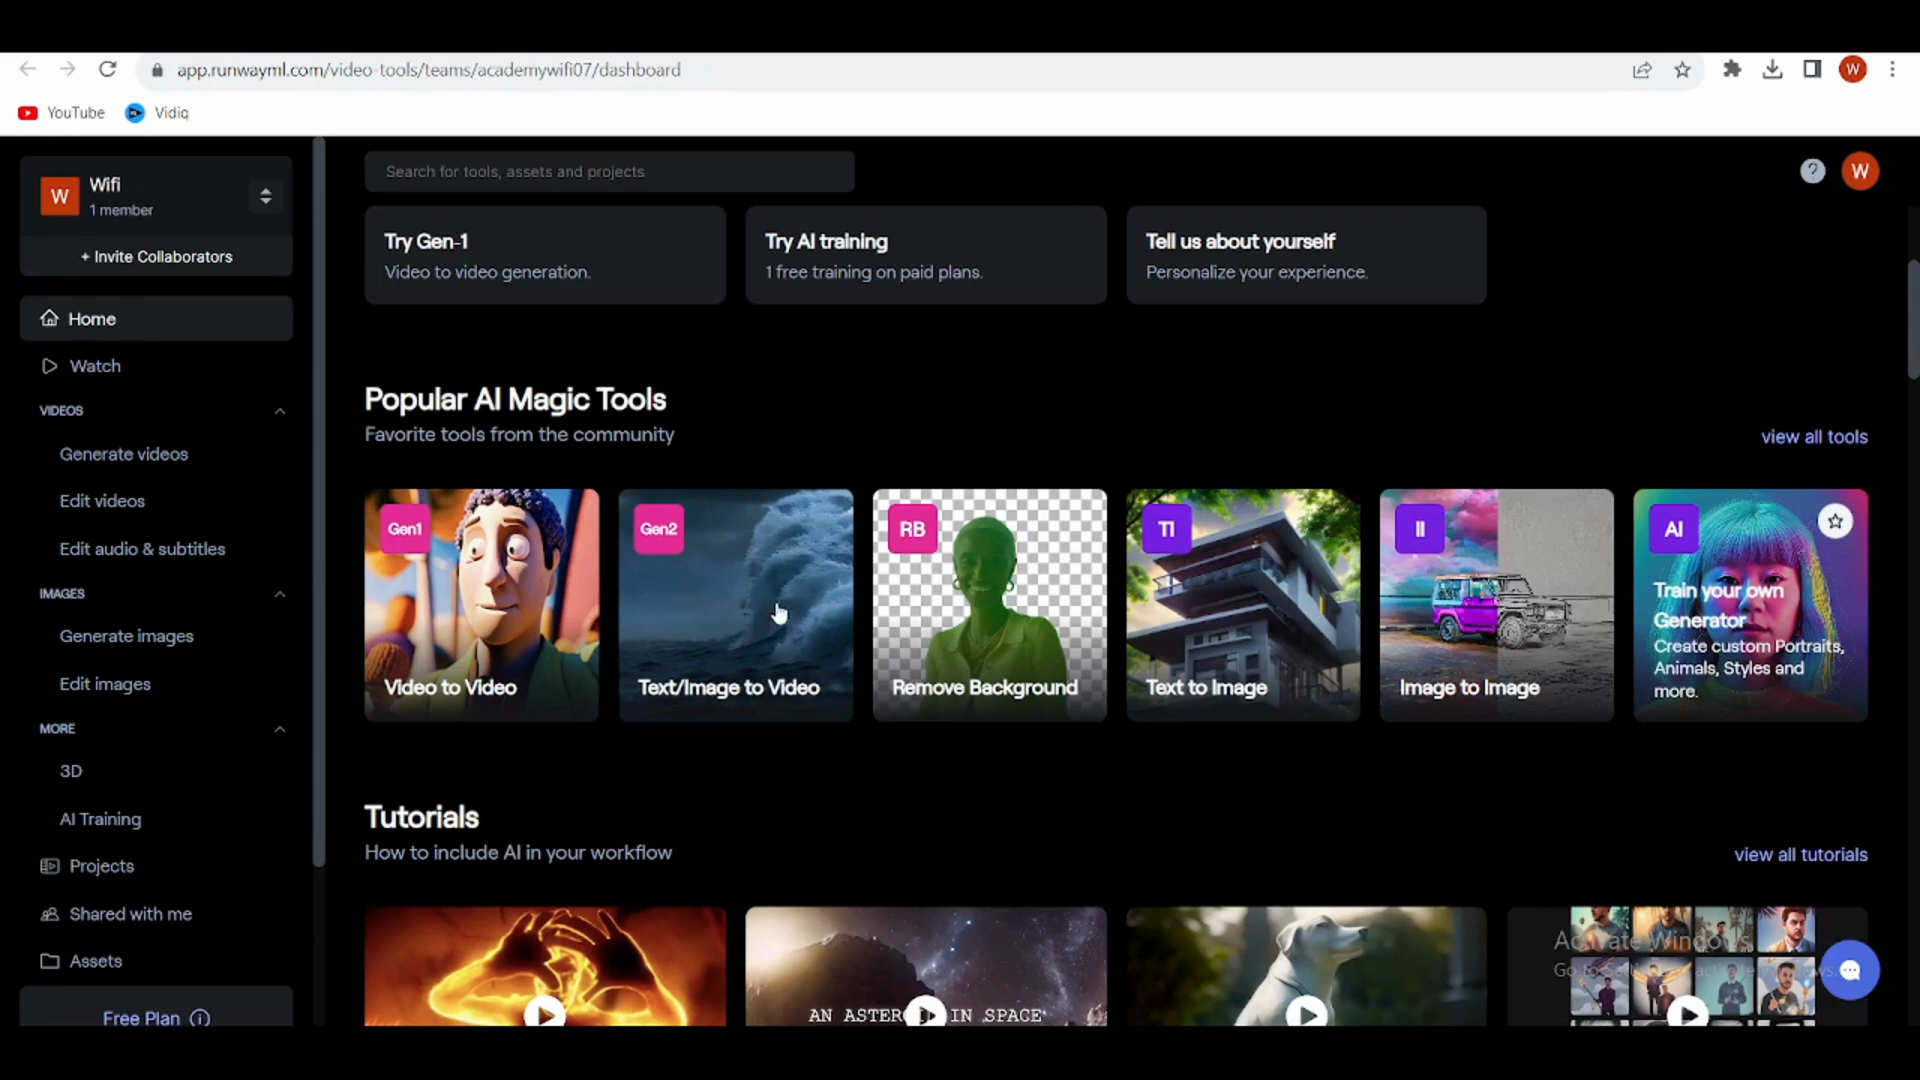 app.runwayml.com/video-tools/teams/academywifi07/dashboard
W
YouTube
Vidiq
W
Wifi
1 member
+ Invite Collaborators
Home
Watch
VIDEOS
Generate videos
Edit videos
Edit audio & subtitles
IMAGES
Generate images
Edit images
MORE
3D
AI Training
Projects
Shared with me
Assets
Free Plan
Search for tools, assets and projects
?
W
Try Gen-1
Video to video generation.
Try AI training
1 free training on paid plans.
Tell us about yourself
Personalize your experience.
Popular AI Magic Tools
Favorite tools from the community
view all tools
Gen1
Video to Video
Gen2
Text/Image to Video
RB
Remove Background
TI
Text to Image
II
Image to Image
AI
Train your own
Generator
Create custom Portraits,
Animals, Styles and
more.
Tutorials
How to include AI in your workflow
view all tutorials
IN SPACE
Activate Windows